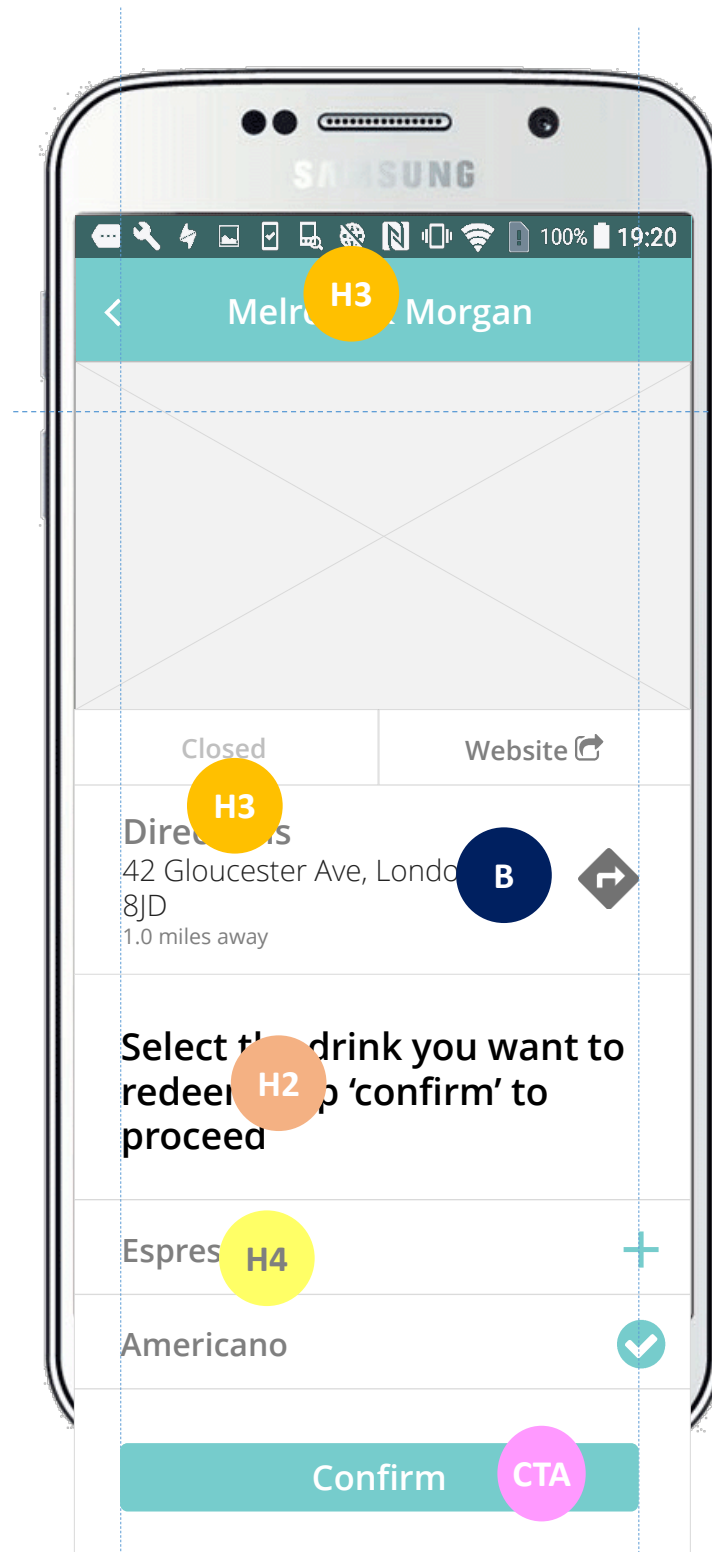 SAMSUNG
100% 19:20
H3
Morgan
Closed
Website
H3
42 Gloucester Ave,
B
8JD
1.0 miles away
Select drink you want to
H2
‘confirm’ to
proceed
H4
Americano
Confirm
CTA